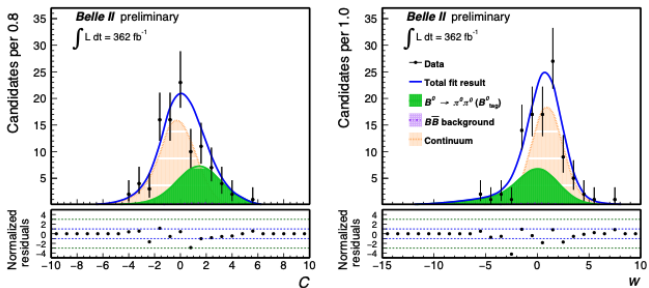 Belle II preliminary
∫ L dt = 362 fb⁻¹
Candidates per 0.8
35
30
25
20
15
10
5
Normalized residuals
4
2
0
−2
−4
−10 −8 −6 −4 −2 0 2 4 6 8 10
C
Belle II preliminary
∫ L dt = 362 fb⁻¹
Candidates per 1.0
35
30
25
20
15
10
5
Data
Total fit result
B⁰ → π⁰π⁰ (B⁰tag)
BB̅ background
Continuum
Normalized residuals
4
2
0
−2
−4
−15 −10 −5 0 5 10
w